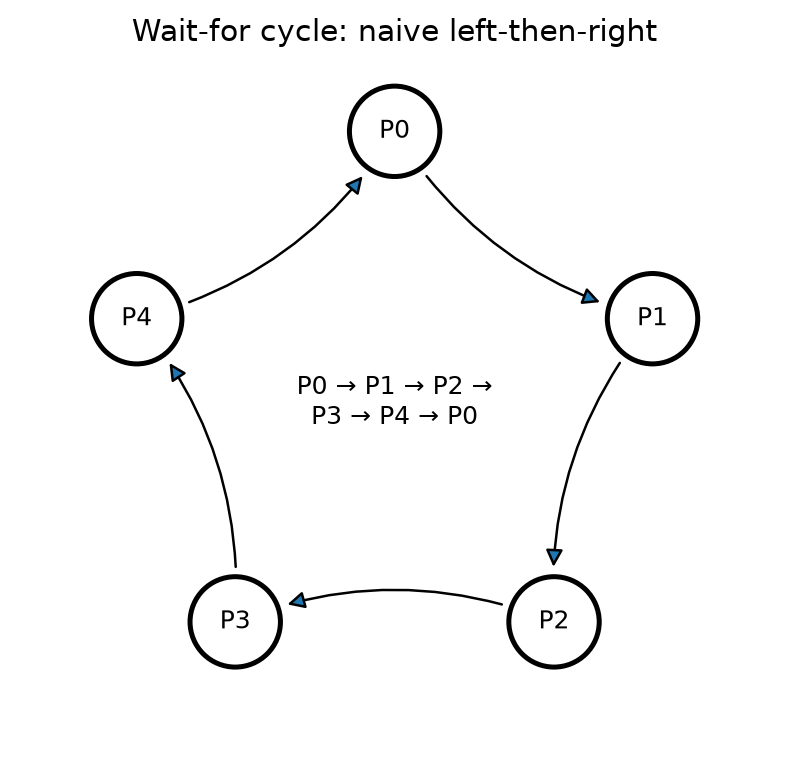 Wait-for cycle: naive left-then-right
P0
P4
P1
P0 → P1 → P2 →
P3 → P4 → P0
P3
P2